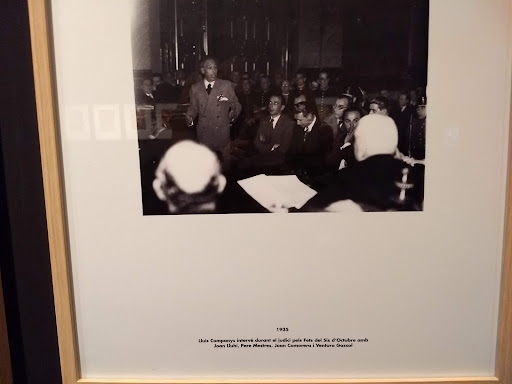 1935
Lluís Companys intervé durant el judici pels Fets del Sis d'Octubre amb
Joan Lluhí, Pere Mestres, Joan Comorera i Ventura Gassol